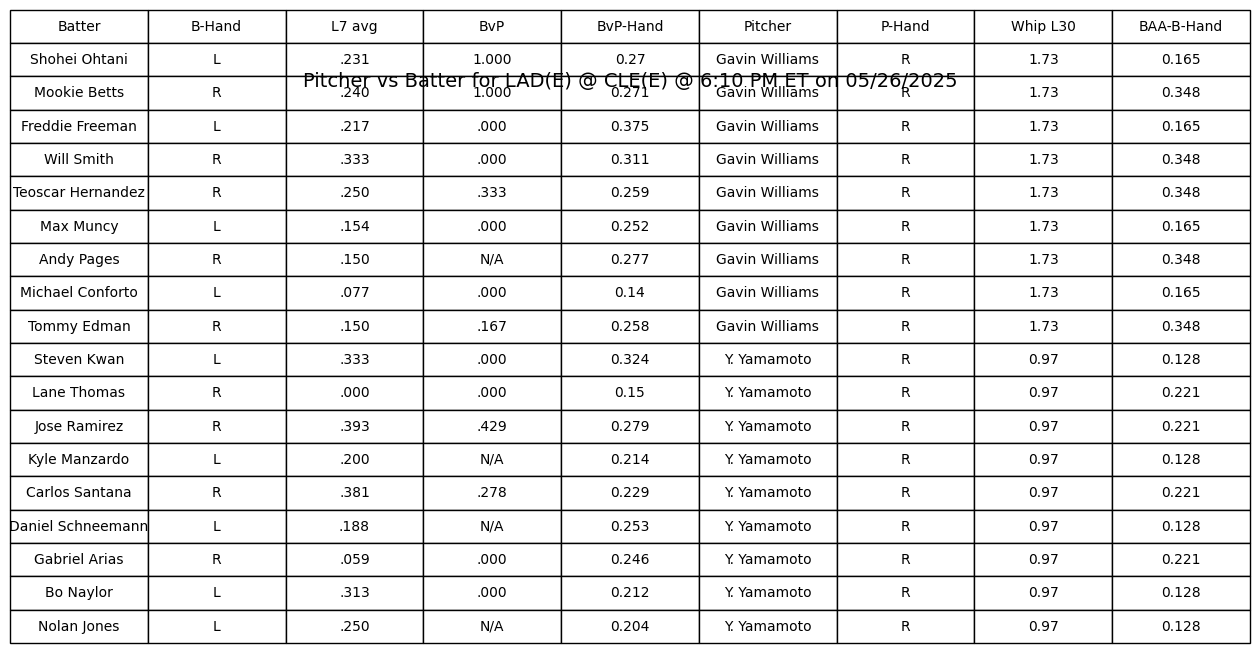 Batter B-Hand L7 avg BvP BvP-Hand Pitcher P-Hand Whip L30 BAA-B-Hand
Shohei Ohtani L .231 1.000 0.27 Gavin Williams R 1.73 0.165
Pitcher vs Batter for LAD(E) @ CLE(E) @ 6:10 PM ET on 05/26/2025
Mookie Betts R .240 1.000 0.271 Gavin Williams R 1.73 0.348
Freddie Freeman L .217 .000 0.375 Gavin Williams R 1.73 0.165
Will Smith R .333 .000 0.311 Gavin Williams R 1.73 0.348
Teoscar Hernandez R .250 .333 0.259 Gavin Williams R 1.73 0.348
Max Muncy L .154 .000 0.252 Gavin Williams R 1.73 0.165
Andy Pages R .150 N/A 0.277 Gavin Williams R 1.73 0.348
Michael Conforto L .077 .000 0.14 Gavin Williams R 1.73 0.165
Tommy Edman R .150 .167 0.258 Gavin Williams R 1.73 0.348
Steven Kwan L .333 .000 0.324 Y. Yamamoto R 0.97 0.128
Lane Thomas R .000 .000 0.15 Y. Yamamoto R 0.97 0.221
Jose Ramirez R .393 .429 0.279 Y. Yamamoto R 0.97 0.221
Kyle Manzardo L .200 N/A 0.214 Y. Yamamoto R 0.97 0.128
Carlos Santana R .381 .278 0.229 Y. Yamamoto R 0.97 0.221
Daniel Schneemann L .188 N/A 0.253 Y. Yamamoto R 0.97 0.128
Gabriel Arias R .059 .000 0.246 Y. Yamamoto R 0.97 0.221
Bo Naylor L .313 .000 0.212 Y. Yamamoto R 0.97 0.128
Nolan Jones L .250 N/A 0.204 Y. Yamamoto R 0.97 0.128